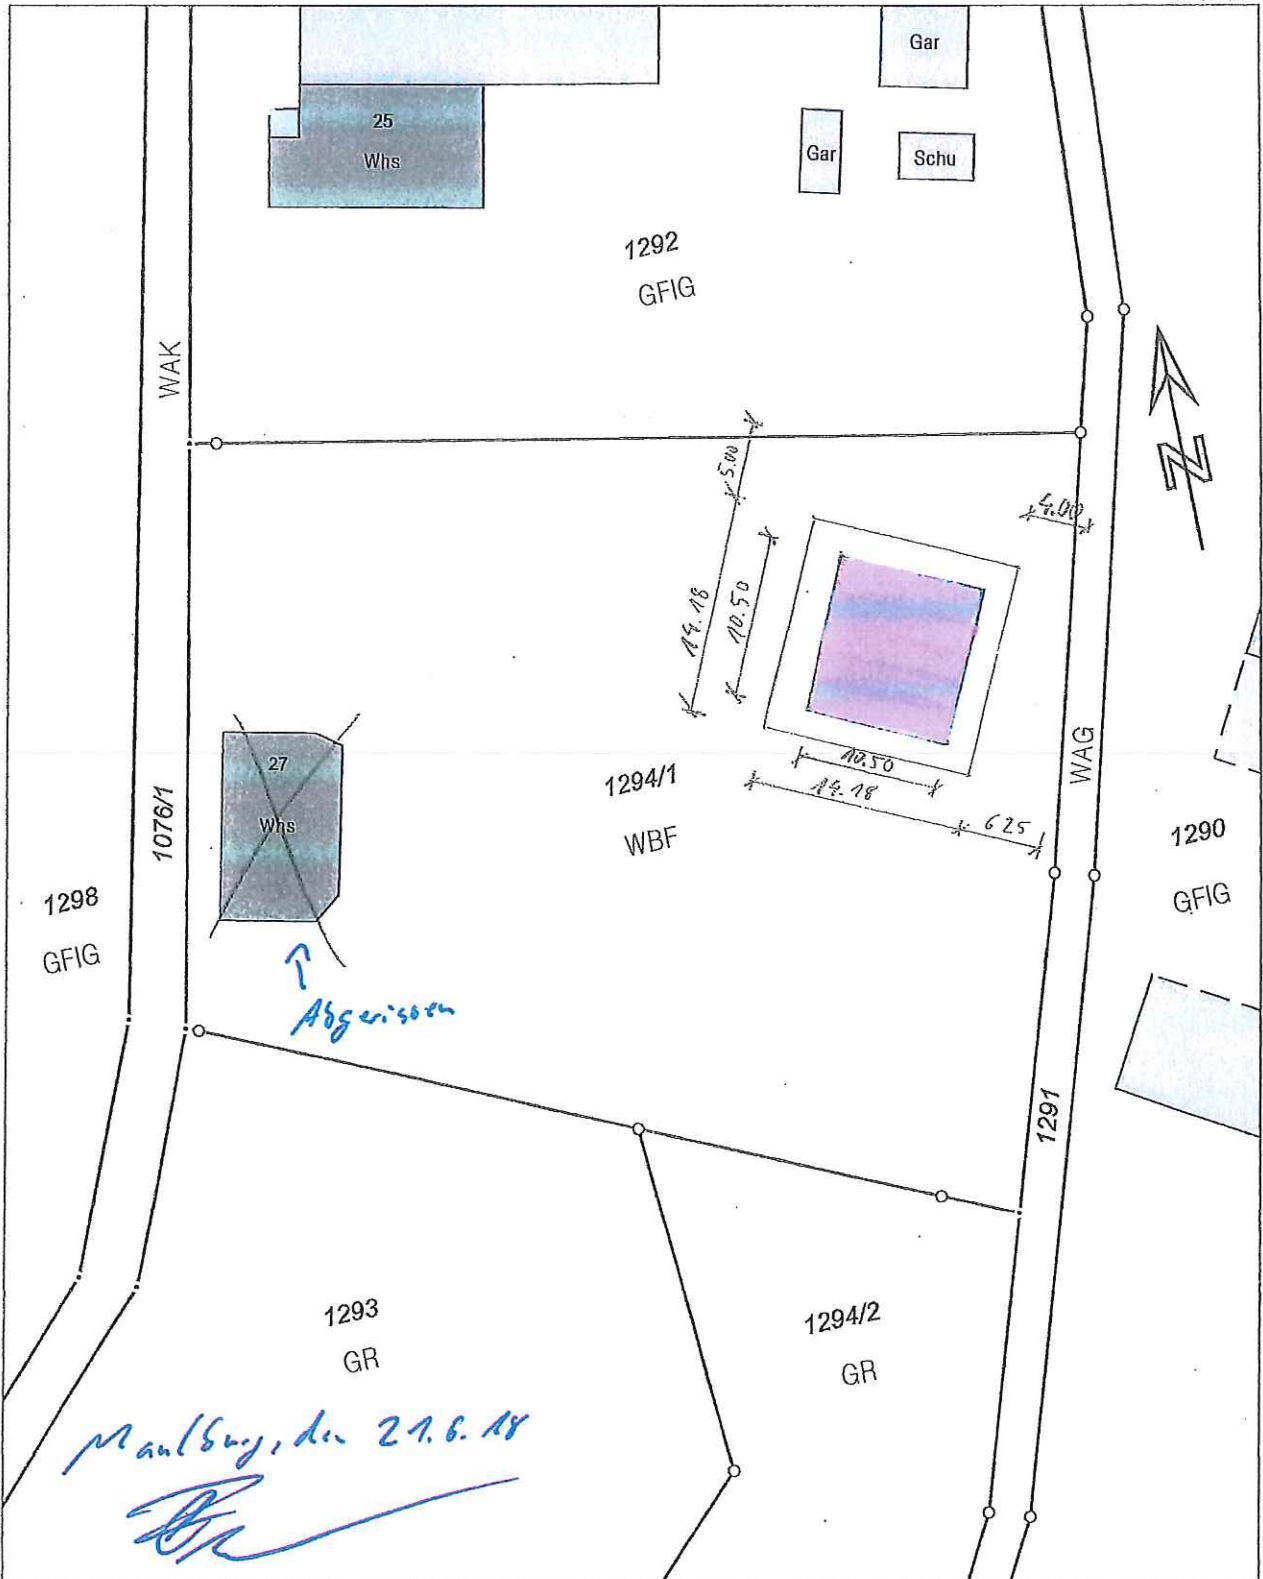 Gar
25
Whs
Gar
Schu
1292
GFIG
WAK
N
5.00
4.00
14.18
10.50
27
Whs
1294/1
WBF
10.50
14.18
6 25
WAG
1290
GFIG
1076/1
1298
GFIG
Abgerissen
1291
1293
GR
1294/2
GR
Maulburg, den 21.6.18